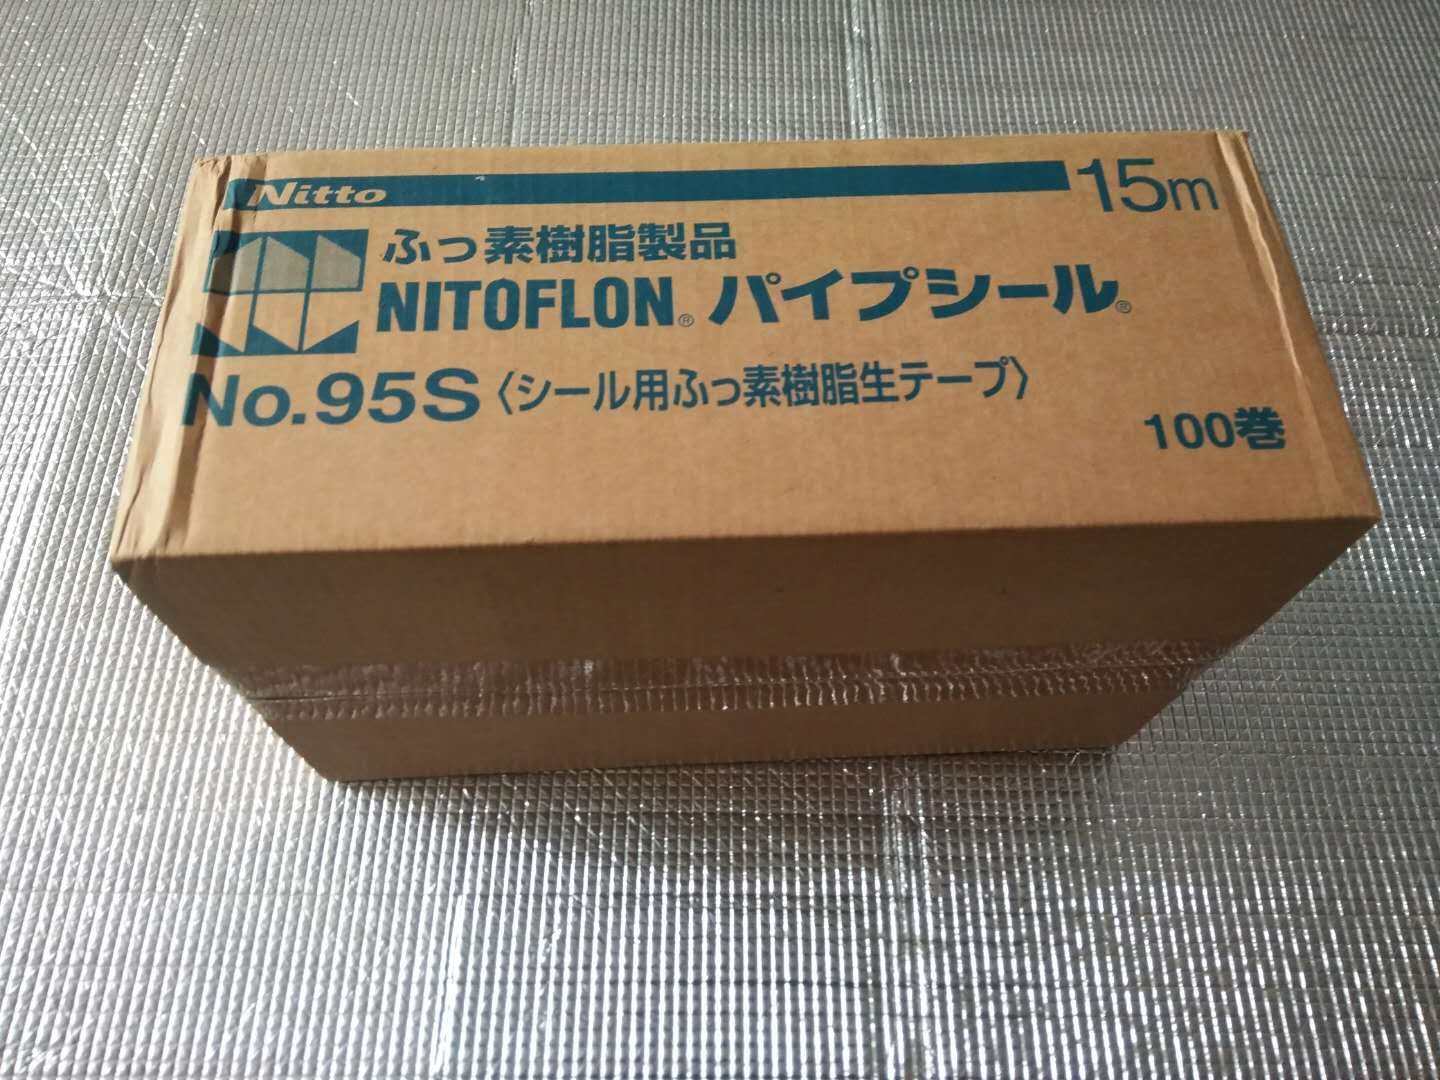 Nitto
15m
ふっ素樹脂製品
NITOFLON® パイプシール®
No.95S〈シール用ふっ素樹脂生テープ〉
100巻